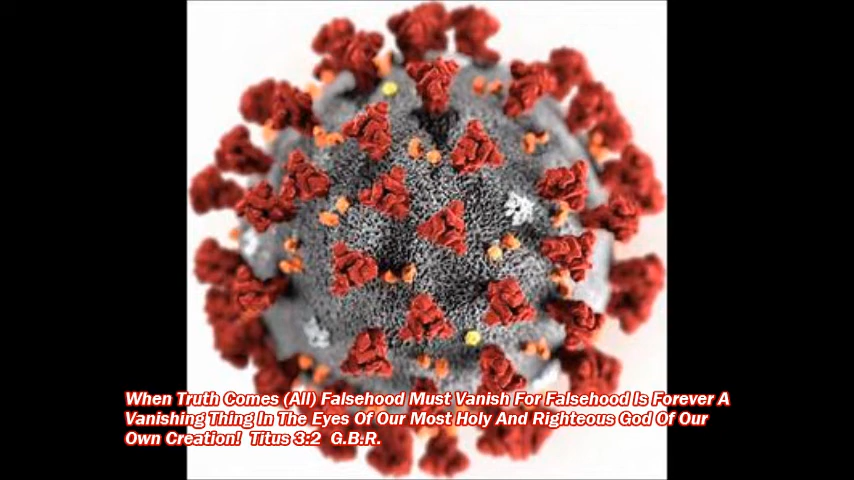 When Truth Comes (All) Falsehood Must Vanish For Falsehood Is Forever A
Vanishing Thing In The Eyes Of Our Most Holy And Righteous God Of Our
Own Creation! Titus 3:2 G.B.R.